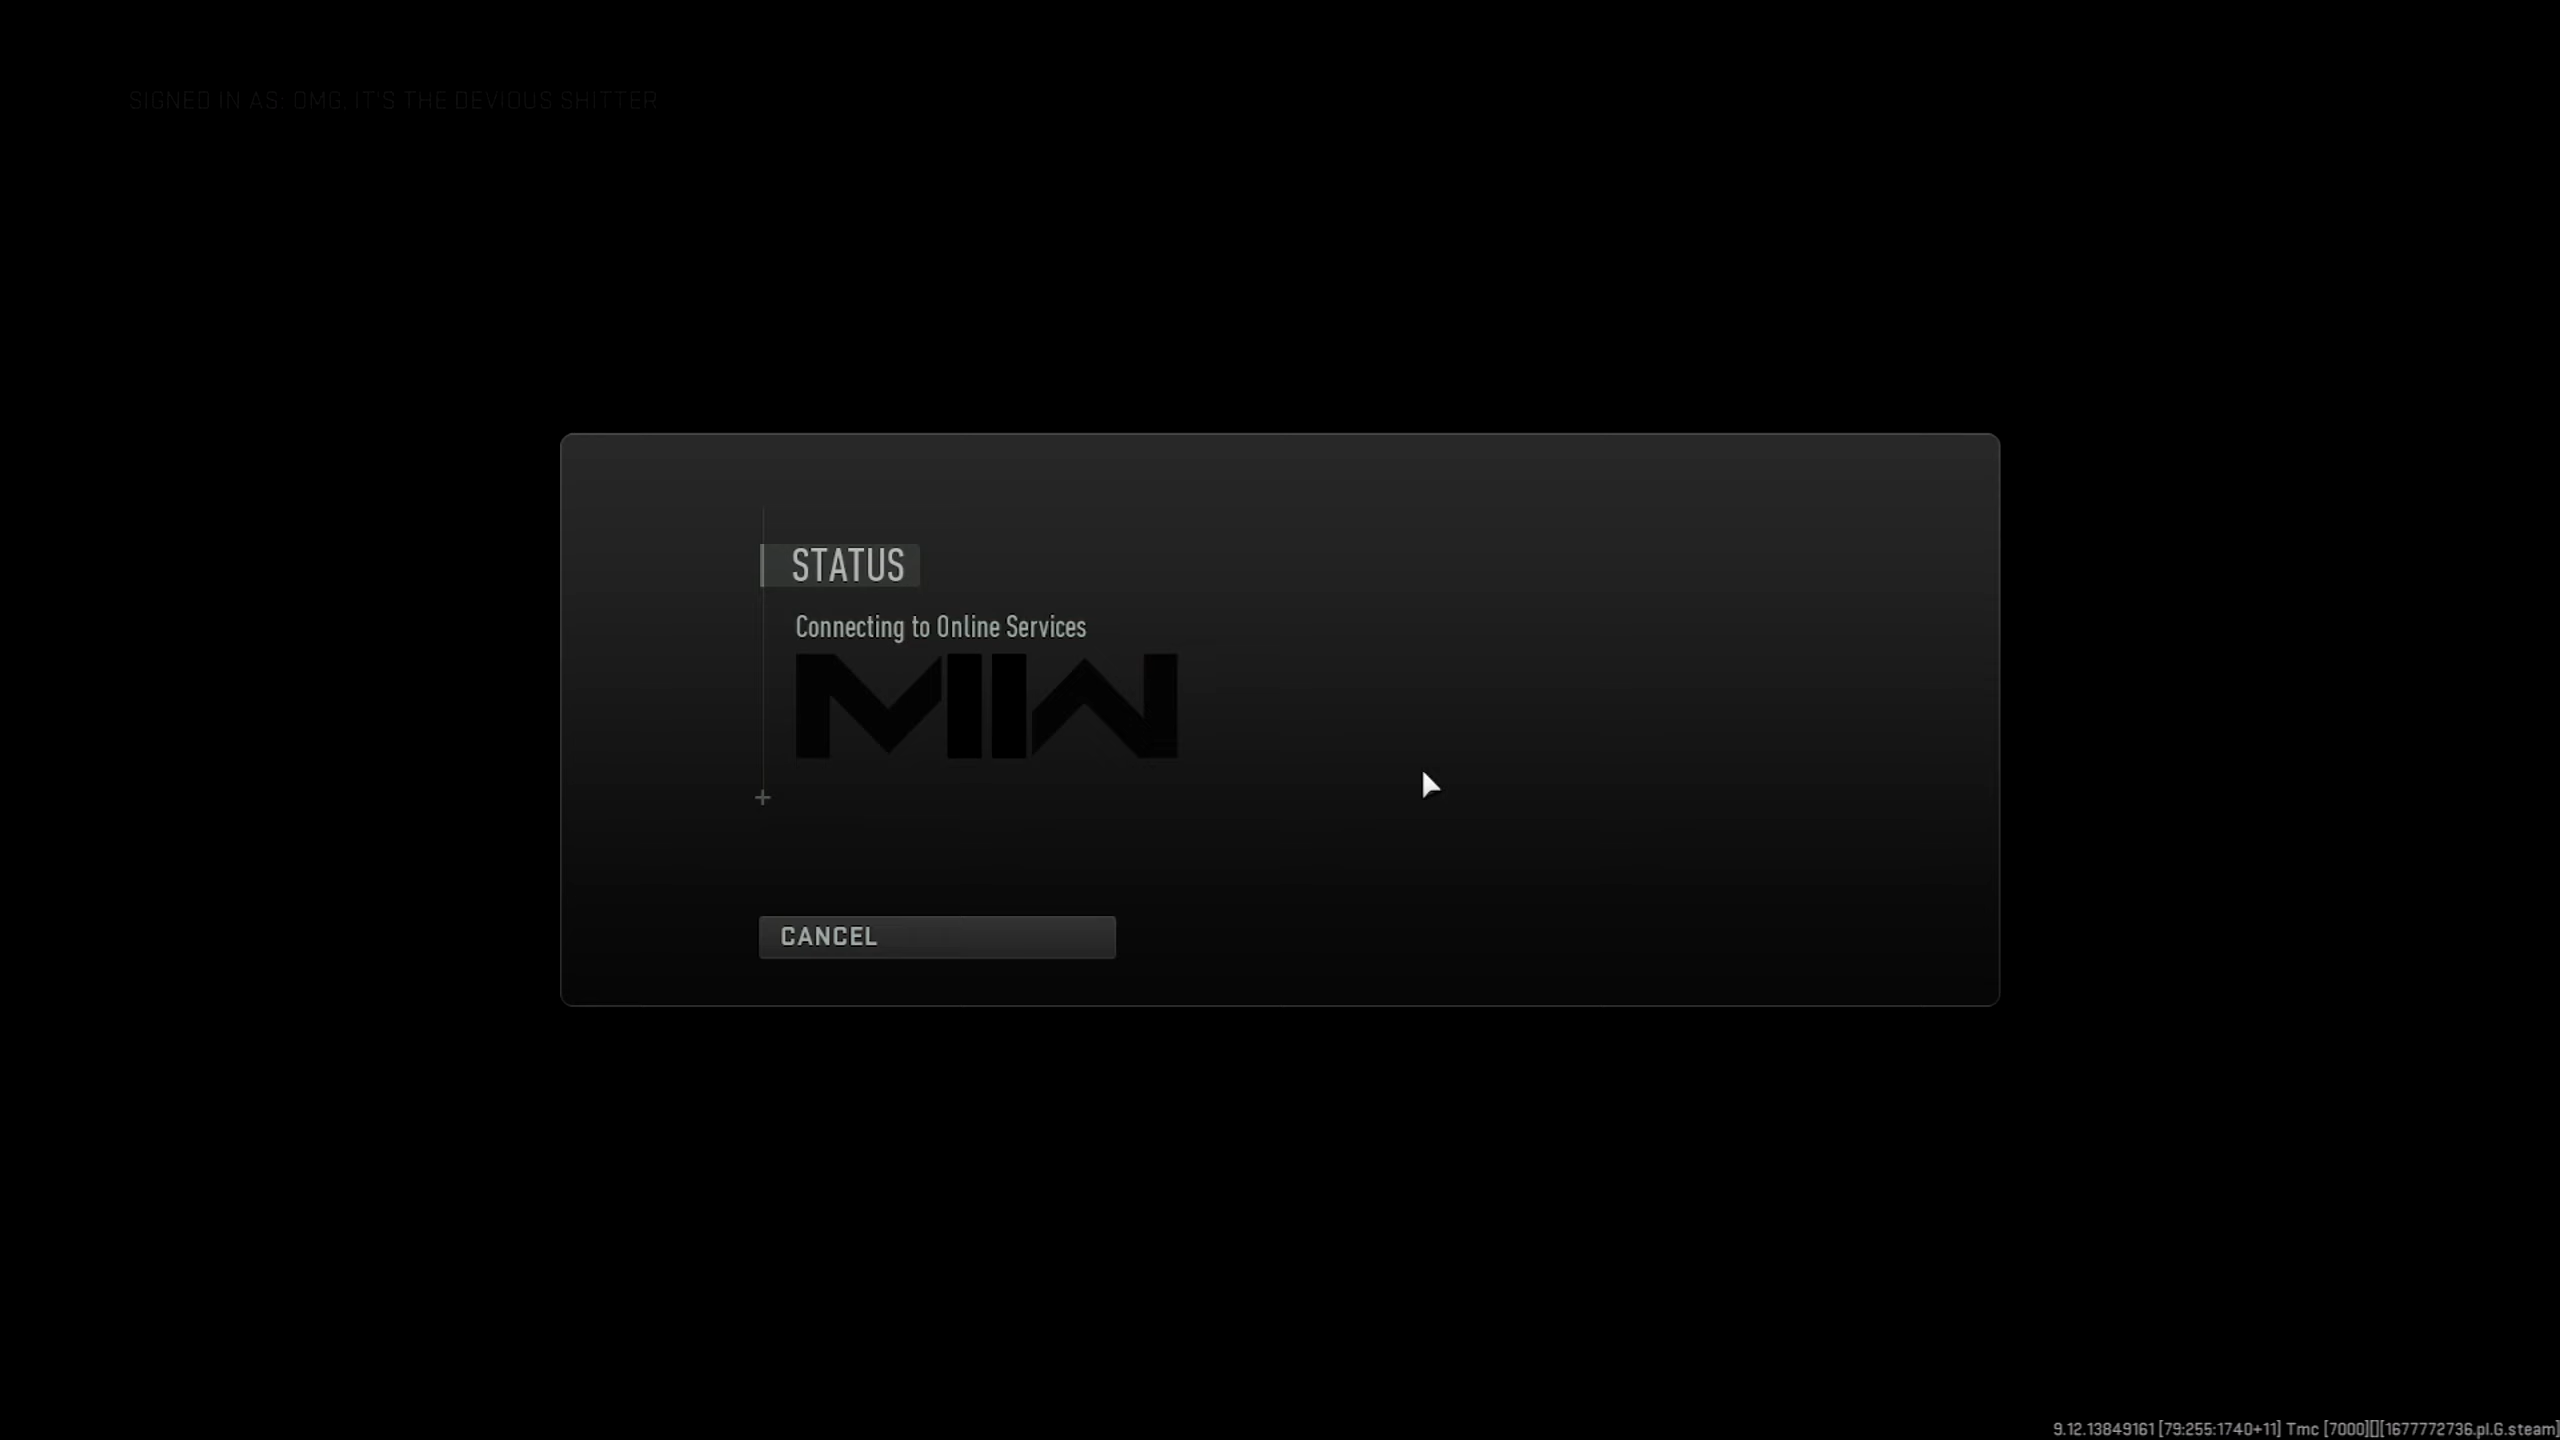 SIGNED IN AS: OMG, IT'S THE DEVIOUS SHITTER
STATUS
Connecting to Online Services
MIIW
CANCEL
9.12.13849161 [79:255:1740+11] Tmc [7000][][1677772736.pl.G.steam]